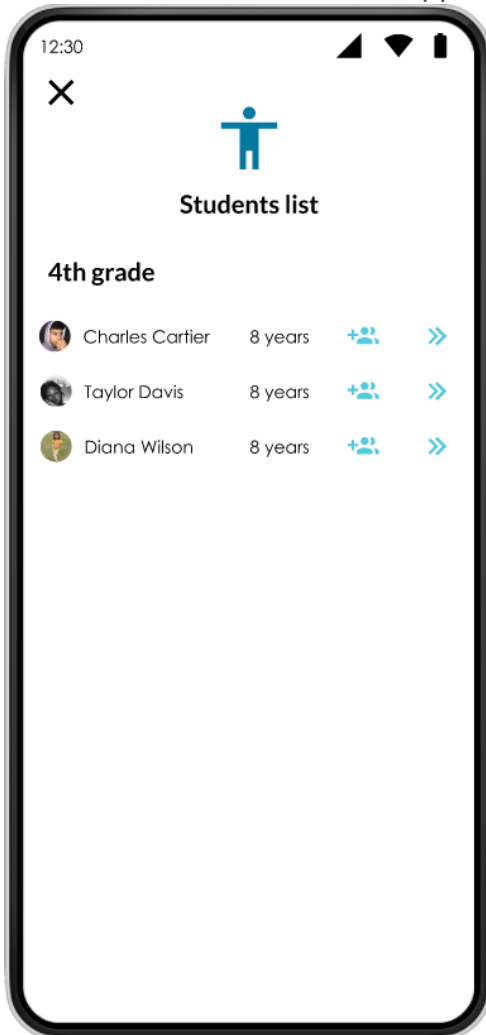 12:30
Students list
4th grade
Charles Cartier 8 years
Taylor Davis 8 years
Diana Wilson 8 years